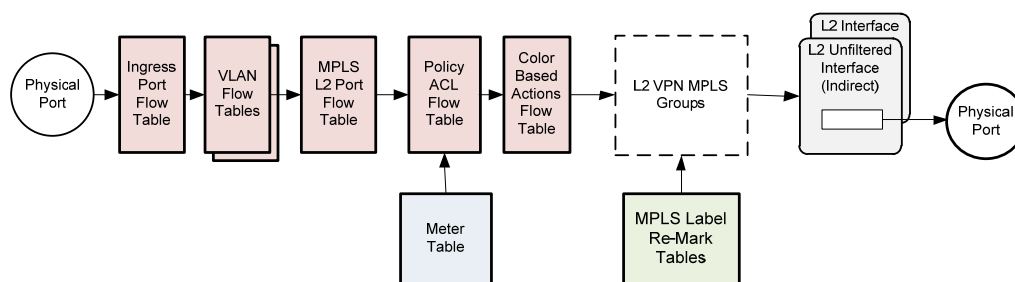 Physical
Port
Ingress
Port
Flow
Table
VLAN
Flow
Tables
MPLS
L2 Port
Flow
Table
Policy
ACL
Flow
Table
Color
Based
Actions
Flow
Table
L2 VPN MPLS
Groups
L2 Interface
L2 Unfiltered
Interface
(Indirect)
Physical
Port
Meter
Table
MPLS Label
Re-Mark
Tables